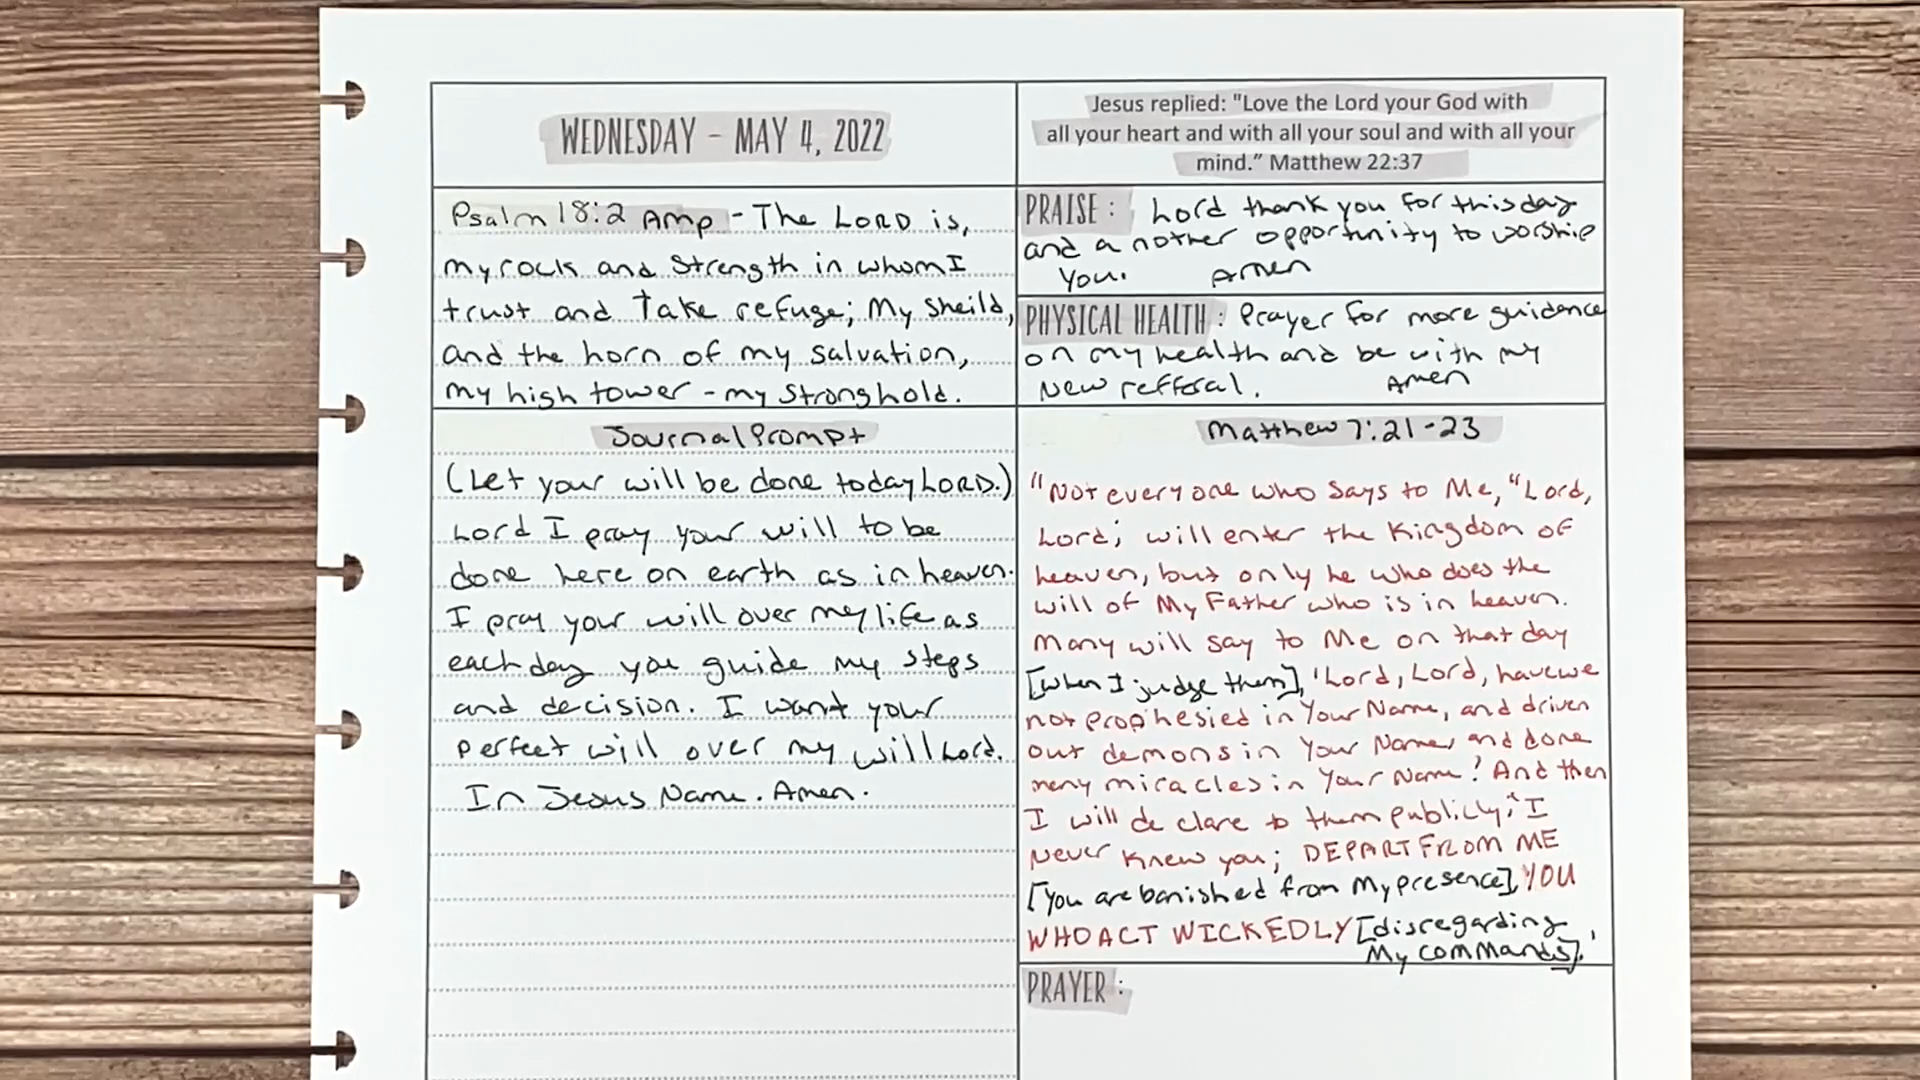 WEDNESDAY - MAY 4, 2022
Psalm 18:2 Amp - The LORD is,
my rock and Strength in whom I
trust and Take refuge; My Sheild,
and the horn of my salvation,
my high tower - my Stronghold.
Journal Prompt
(Let your will be done today LORD.)
Lord I pray your will to be
done here on earth as in heaven.
I pray your will over my life as
each day you guide my steps
and decision. I want your
perfect will over my will Lord.
In Jesus Name. Amen.
Jesus replied: "Love the Lord your God with
all your heart and with all your soul and with all your
mind." Matthew 22:37
PRAISE : Lord thank you for this day
and another opportunity to worship
You. Amen
PHYSICAL HEALTH : Prayer for more guidence
on my health and be with my
New refferal. Amen
Matthew 7:21-23
"Not everyone who Says to Me, "Lord,
Lord; will enter the Kingdom of
heaven, but only he who does the
will of My Father who is in heaven.
Many will say to Me on that day
[when I judge them], 'Lord, Lord, have we
not prophesied in Your Name, and driven
out demons in Your Name, and done
many miracles in Your Name? And then
I will declare to them publicly, "I
Never Knew you; DEPART FROM ME
[you are banished from My presence], YOU
WHO ACT WICKEDLY [disregarding
My commands].'
PRAYER :